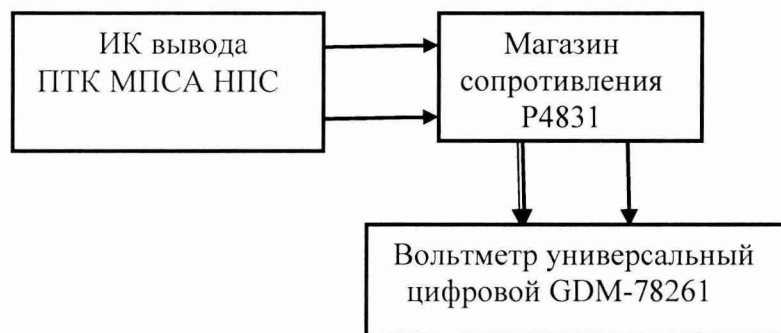 ИК вывода
ПТК МПСА НПС
Магазин
сопротивления
Р4831
Вольтметр универсальный
цифровой GDM-78261